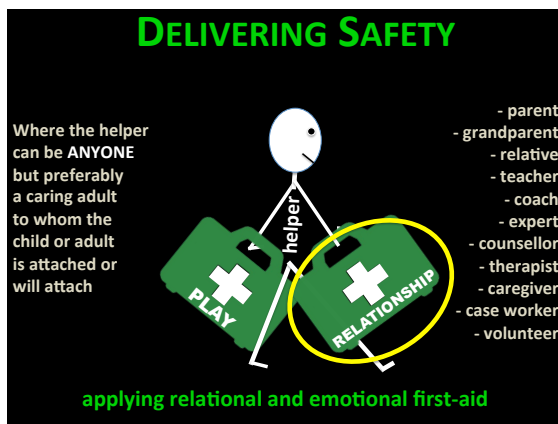 DELIVERING SAFETY
Where the helper
can be ANYONE
but preferably
a caring adult
to whom the
child or adult
is attached or
will attach
helper
PLAY
RELATIONSHIP
- parent
- grandparent
- relative
- teacher
- coach
- expert
- counsellor
- therapist
- caregiver
- case worker
- volunteer
applying relational and emotional first-aid